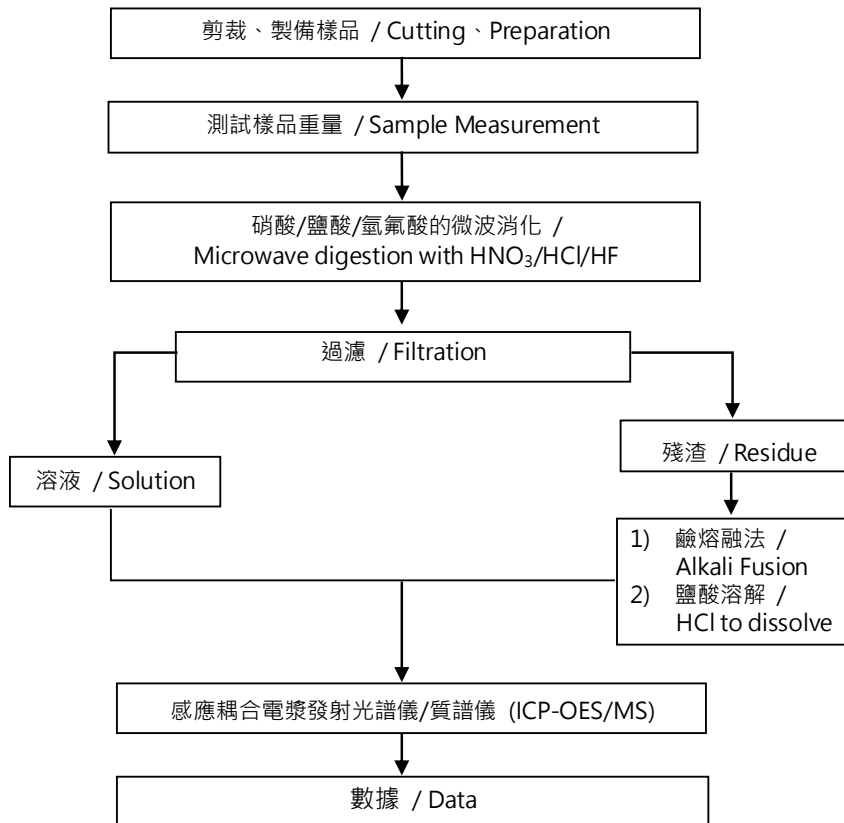 剪裁、製備樣品 / Cutting、Preparation
測試樣品重量 / Sample Measurement
硝酸/鹽酸/氫氟酸的微波消化 /
Microwave digestion with HNO₃/HCl/HF
過濾 / Filtration
溶液 / Solution
殘渣 / Residue
1) 鹼熔融法 /
Alkali Fusion
2) 鹽酸溶解 /
HCl to dissolve
感應耦合電漿發射光譜儀/質譜儀 (ICP-OES/MS)
數據 / Data